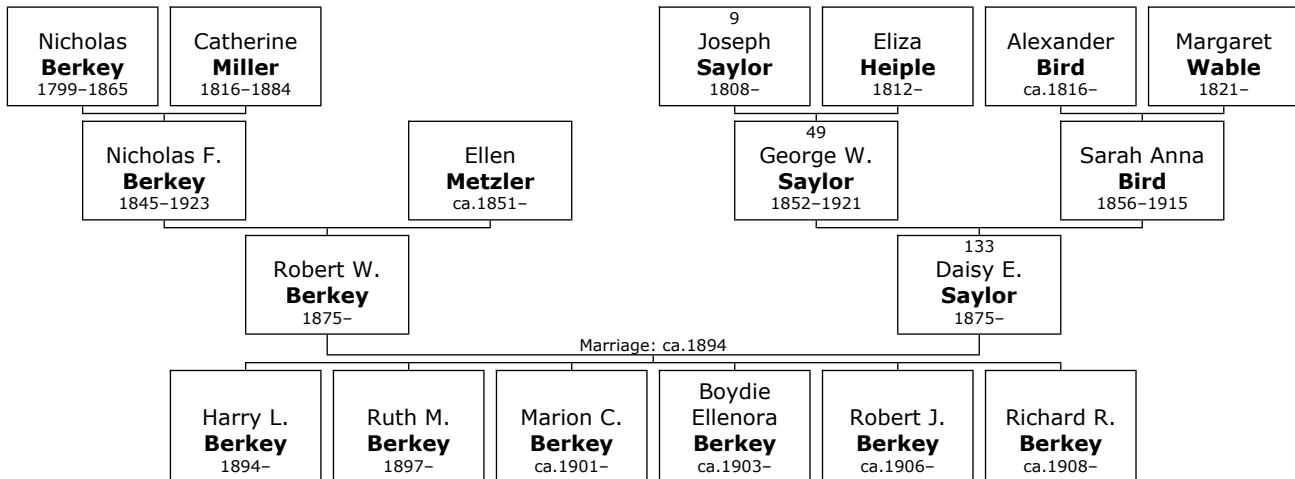 Nicholas
Berkey
1799–1865
Catherine
Miller
1816–1884
9
Joseph
Saylor
1808–
Eliza
Heiple
1812–
Alexander
Bird
ca.1816–
Margaret
Wable
1821–
Nicholas F.
Berkey
1845–1923
Ellen
Metzler
ca.1851–
49
George W.
Saylor
1852–1921
Sarah Anna
Bird
1856–1915
Robert W.
Berkey
1875–
133
Daisy E.
Saylor
1875–
Marriage: ca.1894
Harry L.
Berkey
1894–
Ruth M.
Berkey
1897–
Marion C.
Berkey
ca.1901–
Boydie
Ellenora
Berkey
ca.1903–
Robert J.
Berkey
ca.1906–
Richard R.
Berkey
ca.1908–